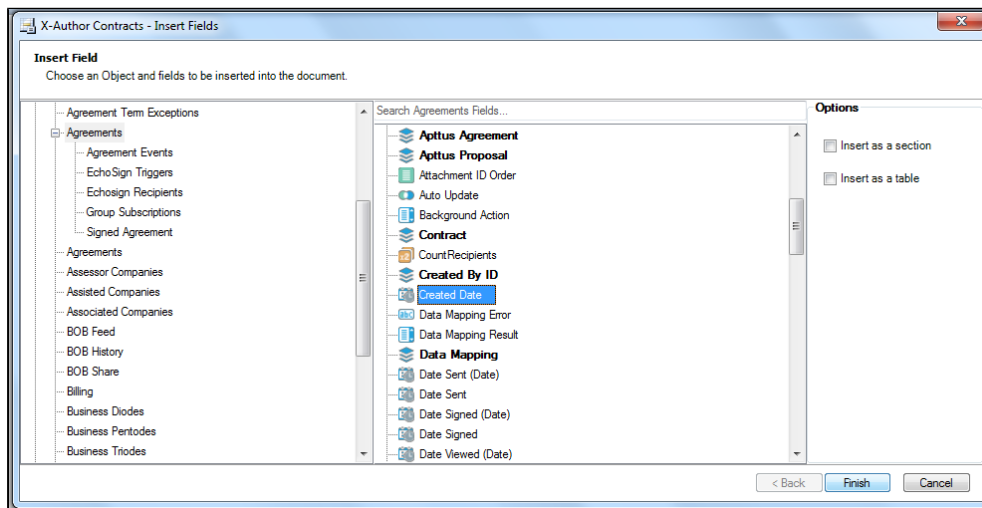 X-Author Contracts - Insert Fields
Insert Field
Choose an Object and fields to be inserted into the document.
Agreement Term Exceptions
Agreements
Agreement Events
EchoSign Triggers
Echosign Recipients
Group Subscriptions
Signed Agreement
Agreements
Assessor Companies
Assisted Companies
Associated Companies
BOB Feed
BOB History
BOB Share
Billing
Business Diodes
Business Pentodes
Business Triodes
Search Agreements Fields...
Apttus Agreement
Apttus Proposal
Attachment ID Order
Auto Update
Background Action
Contract
CountRecipients
Created By ID
Created Date
Data Mapping Error
Data Mapping Result
Data Mapping
Date Sent (Date)
Date Sent
Date Signed (Date)
Date Signed
Date Viewed (Date)
Options
Insert as a section
Insert as a table
< Back
Finish
Cancel